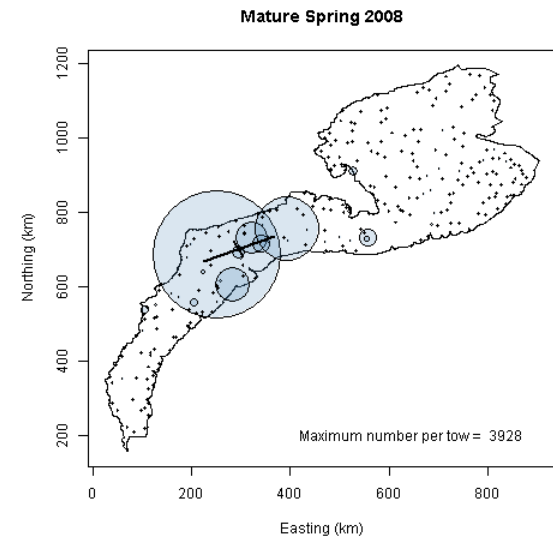 Mature Spring 2008
1200
1000
800
600
400
200
Northing (km)
Maximum number per tow = 3928
0 200 400 600 800
Easting (km)